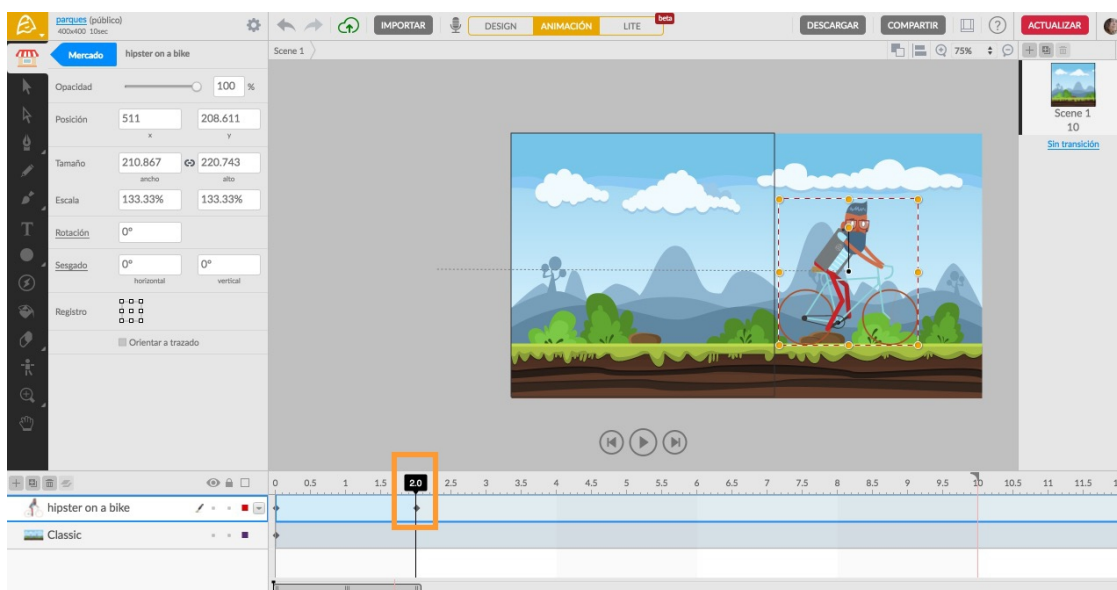 parques (público)
400x400 10sec
IMPORTAR
DESIGN
ANIMACIÓN
LITE
beta
DESCARGAR
COMPARTIR
?
ACTUALIZAR
Mercado
hipster on a bike
Scene 1
75%
Opacidad
100 %
Posición
511
208.611
x
y
Tamaño
210.867
220.743
ancho
alto
Escala
133.33%
133.33%
Rotación
0°
Sesgado
0°
0°
horizontal
vertical
Registro
Orientar a trazado
T
Scene 1
10
Sin transición
0 0.5 1 1.5 2.0 2.5 3 3.5 4 4.5 5 5.5 6 6.5 7 7.5 8 8.5 9 9.5 10 10.5 11 11.5
hipster on a bike
Classic